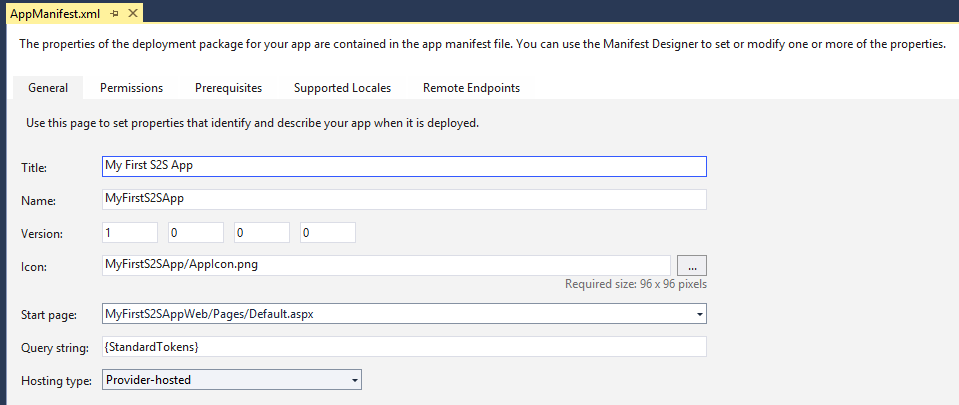 AppManifest.xml
The properties of the deployment package for your app are contained in the app manifest file. You can use the Manifest Designer to set or modify one or more of the properties.
General Permissions Prerequisites Supported Locales Remote Endpoints
Use this page to set properties that identify and describe your app when it is deployed.
Title: My First S2S App
Name: MyFirstS2SApp
Version: 1 0 0 0
Icon: MyFirstS2SApp/AppIcon.png ...
Required size: 96 x 96 pixels
Start page: MyFirstS2SAppWeb/Pages/Default.aspx
Query string: {StandardTokens}
Hosting type: Provider-hosted